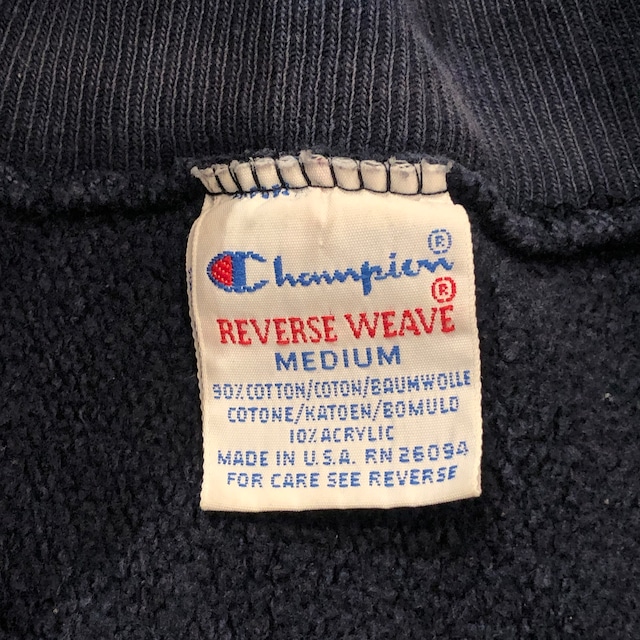 Champion®
REVERSE WEAVE®
MEDIUM
90% COTTON/COTON/BAUMWOLLE
COTONE/KATOEN/BOMULD
10% ACRYLIC
MADE IN U.S.A. RN 26094
FOR CARE SEE REVERSE